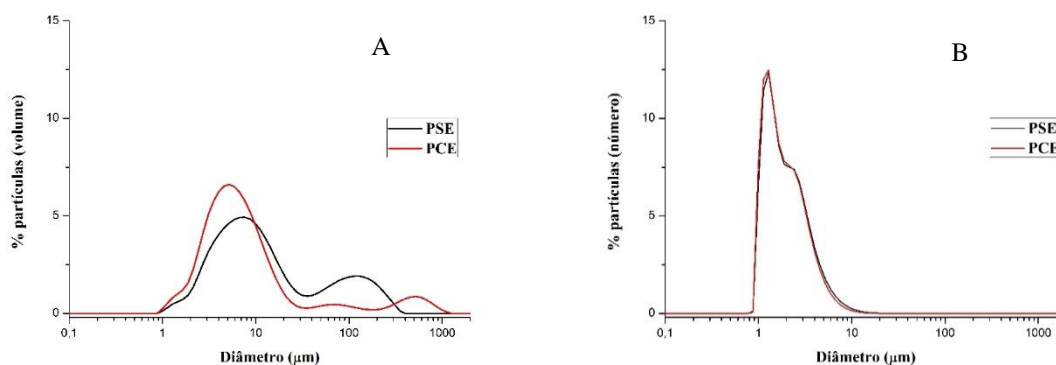 A
15
10
5
0
% partículas (volume)
PSE
PCE
0,1
1
10
100
1000
Diâmetro (µm)
B
15
10
5
0
% partículas (número)
PSE
PCE
0,1
1
10
100
1000
Diâmetro (µm)